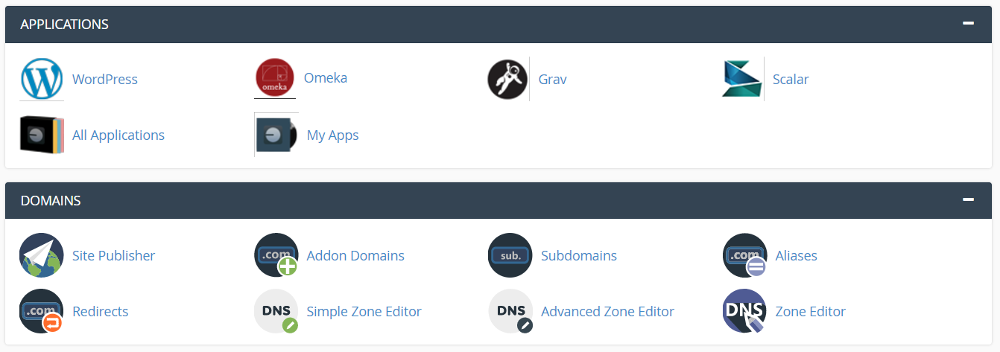 APPLICATIONS
WordPress
omeka
Omeka
Grav
Scalar
All Applications
My Apps
DOMAINS
Site Publisher
.com
Addon Domains
sub.
Subdomains
.com
Aliases
.com
Redirects
DNS
Simple Zone Editor
DNS
Advanced Zone Editor
DNS
Zone Editor